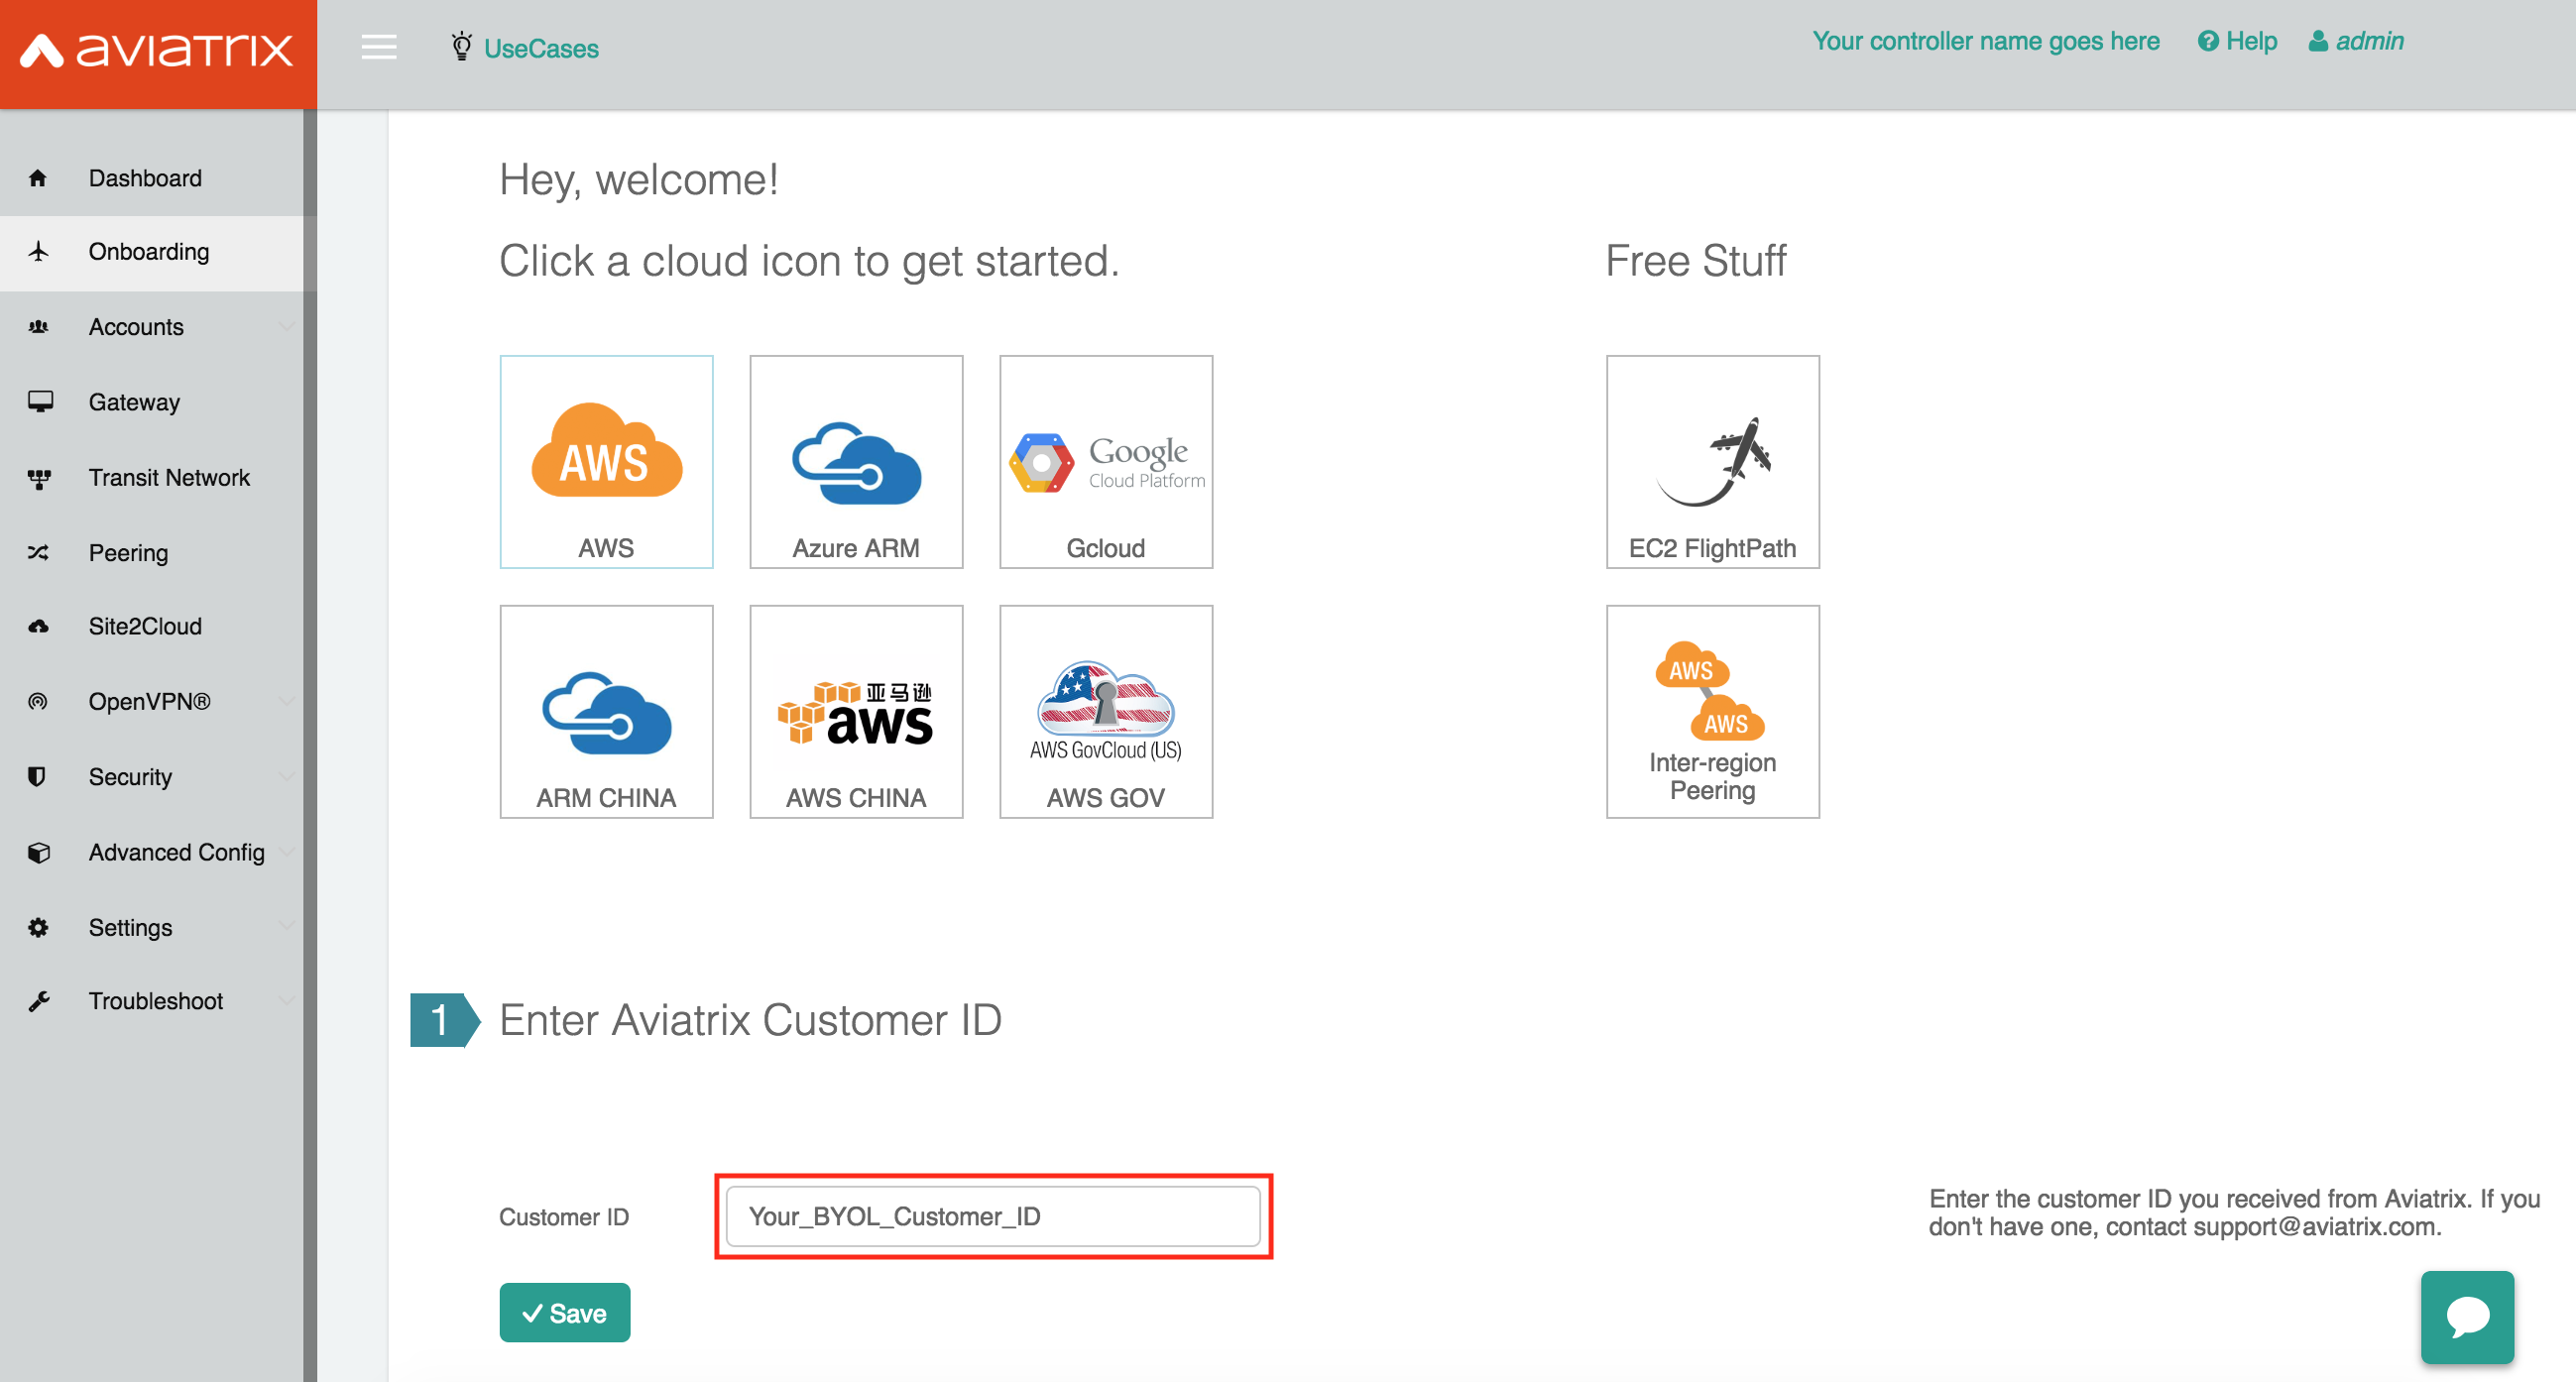 aviatrix
UseCases
Your controller name goes here
Help
admin
Dashboard
Onboarding
Accounts
Gateway
Transit Network
Peering
Site2Cloud
OpenVPN®
Security
Advanced Config
Settings
Troubleshoot
Hey, welcome!
Click a cloud icon to get started.
AWS
AWS
Azure ARM
Google
Cloud Platform
Gcloud
ARM CHINA
亚马逊
aws
AWS CHINA
AWS GovCloud (US)
AWS GOV
Free Stuff
EC2 FlightPath
AWS
AWS
Inter-region
Peering
1
Enter Aviatrix Customer ID
Customer ID
Your_BYOL_Customer_ID
Enter the customer ID you received from Aviatrix. If you
don't have one, contact support@aviatrix.com.
Save